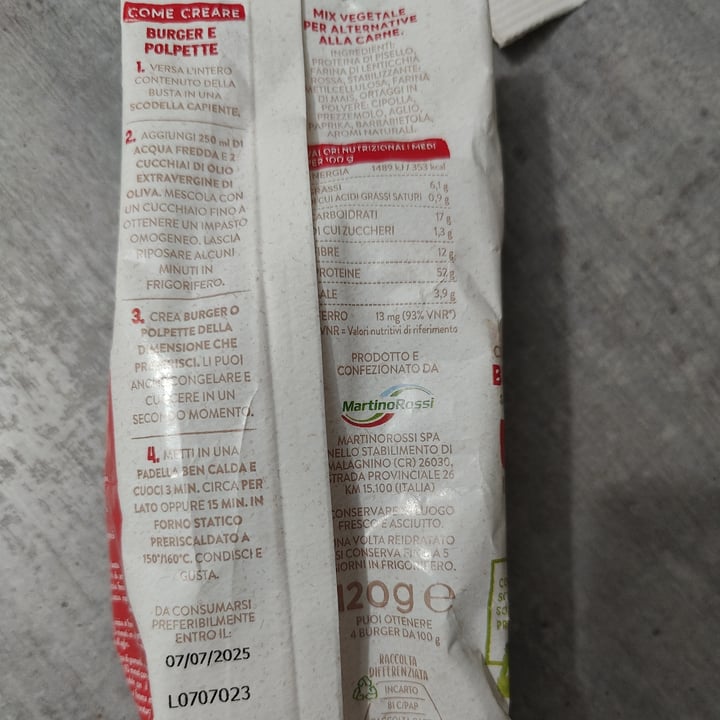 COME CREARE
BURGER E
POLPETTE
1. VERSA L'INTERO
CONTENUTO DELLA
BUSTA IN UNA
SCODELLA CAPIENTE.
2. AGGIUNGI 250 ml DI
ACQUA FREDDA E 2
CUCCHIAI DI OLIO
EXTRAVERGINE DI
OLIVA. MESCOLA CON
UN CUCCHIAIO FINO A
OTTENERE UN IMPASTO
OMOGENEO. LASCIA
RIPOSARE ALCUNI
MINUTI IN
FRIGORIFERO.
3. CREA BURGER O
POLPETTE DELLA
DIMENSIONE CHE
PREFERISCI. LI PUOI
ANCHE CONGELARE E
CUOCERE IN UN
SECONDO MOMENTO.
4. METTI IN UNA
PADELLA BEN CALDA E
CUOCI 3 MIN. CIRCA PER
LATO OPPURE 15 MIN. IN
FORNO STATICO
PRERISCALDATO A
150°/160°C. CONDISCI E
GUSTA.
DA CONSUMARSI
PREFERIBILMENTE
ENTRO IL:
07/07/2025
L0707023
MIX VEGETALE
PER ALTERNATIVE
ALLA CARNE.
INGREDIENTI:
PROTEINA DI PISELLO,
FARINA DI LENTICCHIA
ROSSA, STABILIZZANTE:
METILCELLULOSA, FARINA
DI MAIS, ORTAGGI IN
POLVERE: CIPOLLA,
PREZZEMOLO, AGLIO,
PAPRIKA, BARBABIETOLA,
AROMI NATURALI.
VALORI NUTRIZIONALI MEDI
PER 100 g
ENERGIA 1489 kJ / 353 kcal
GRASSI 6,1 g
DI CUI ACIDI GRASSI SATURI 0,9 g
CARBOIDRATI 17 g
DI CUI ZUCCHERI 1,3 g
FIBRE 12 g
PROTEINE 52 g
SALE 3,9 g
FERRO 13 mg (93% VNR*)
VNR = Valori nutritivi di riferimento
PRODOTTO E
CONFEZIONATO DA
MartinoRossi
MARTINOROSSI SPA
NELLO STABILIMENTO DI
MALAGNINO (CR) 26030,
STRADA PROVINCIALE 26
KM 15,100 (ITALIA)
CONSERVARE IN LUOGO
FRESCO E ASCIUTTO.
UNA VOLTA REIDRATATO
SI CONSERVA FINO A 5
GIORNI IN FRIGORIFERO.
120g e
PUOI OTTENERE
4 BURGER DA 100 g
RACCOLTA
DIFFERENZIATA
INCARTO
81 C/PAP